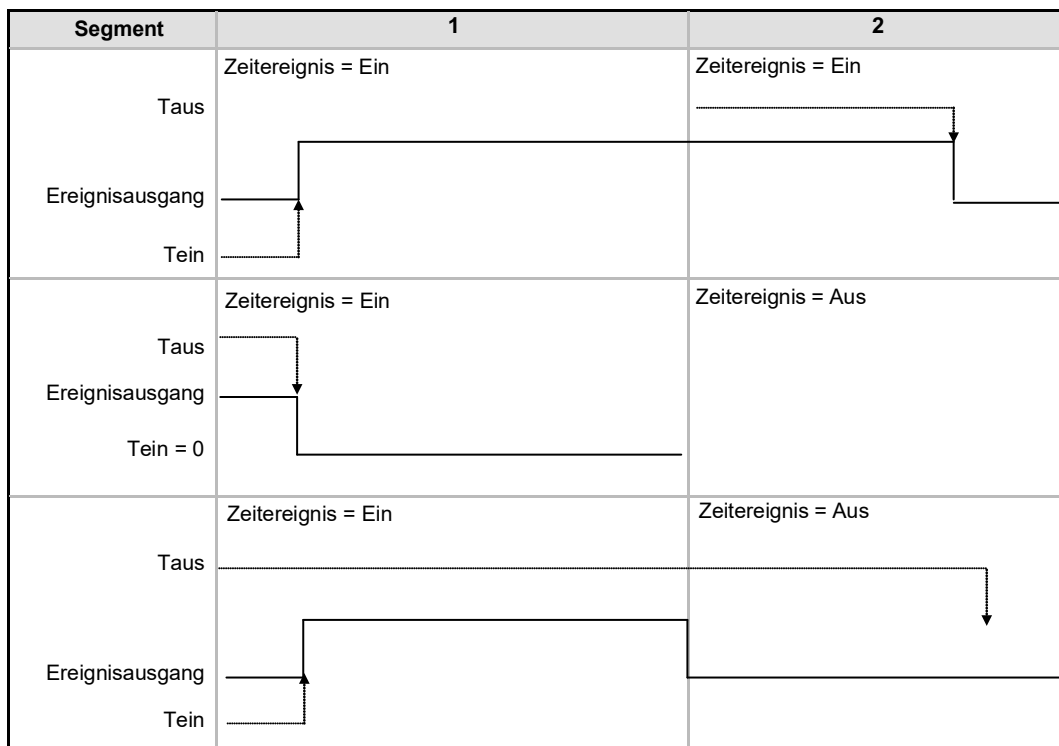 Segment
1
2
Zeitereignis = Ein
Zeitereignis = Ein
Taus
Ereignisausgang
Tein
Zeitereignis = Ein
Zeitereignis = Aus
Taus
Ereignisausgang
Tein = 0
Zeitereignis = Ein
Zeitereignis = Aus
Taus
Ereignisausgang
Tein